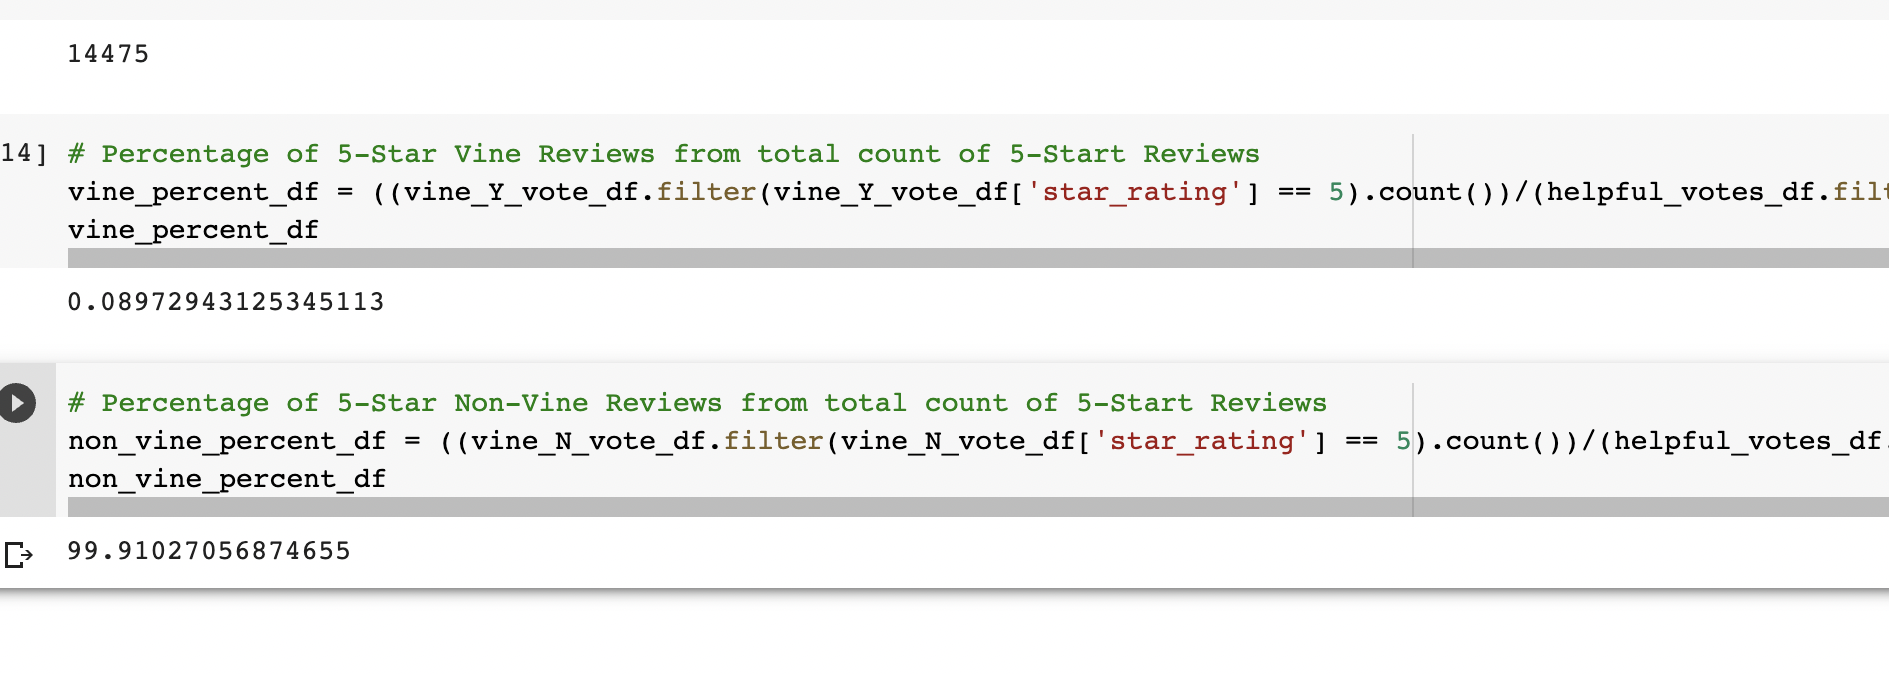 14475
14] # Percentage of 5-Star Vine Reviews from total count of 5-Start Reviews
vine_percent_df = ((vine_Y_vote_df.filter(vine_Y_vote_df['star_rating'] == 5).count())/(helpful_votes_df.filt
vine_percent_df
0.08972943125345113
# Percentage of 5-Star Non-Vine Reviews from total count of 5-Start Reviews
non_vine_percent_df = ((vine_N_vote_df.filter(vine_N_vote_df['star_rating'] == 5).count())/(helpful_votes_df.
non_vine_percent_df
99.91027056874655